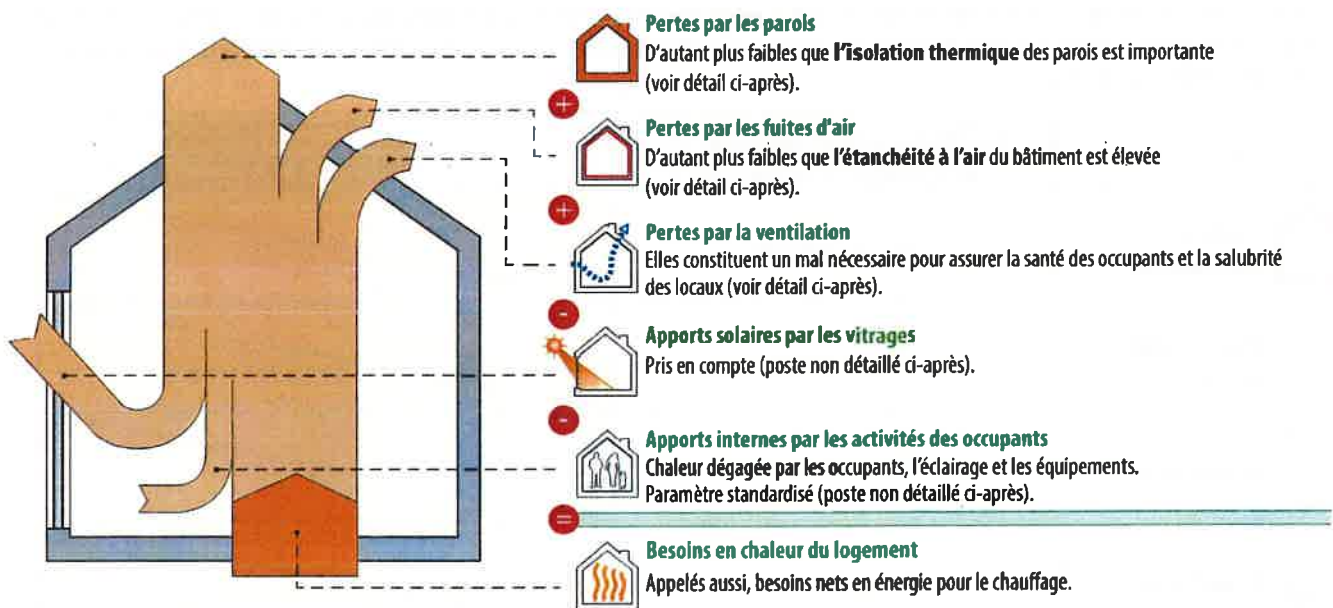 Pertes par les parois
D'autant plus faibles que l'isolation thermique des parois est importante
(voir détail ci-après).
+
Pertes par les fuites d'air
D'autant plus faibles que l'étanchéité à l'air du bâtiment est élevée
(voir détail ci-après).
+
Pertes par la ventilation
Elles constituent un mal nécessaire pour assurer la santé des occupants et la salubrité
des locaux (voir détail ci-après).
-
Apports solaires par les vitrages
Pris en compte (poste non détaillé ci-après).
-
Apports internes par les activités des occupants
Chaleur dégagée par les occupants, l'éclairage et les équipements.
Paramètre standardisé (poste non détaillé ci-après).
=
Besoins en chaleur du logement
Appelés aussi, besoins nets en énergie pour le chauffage.